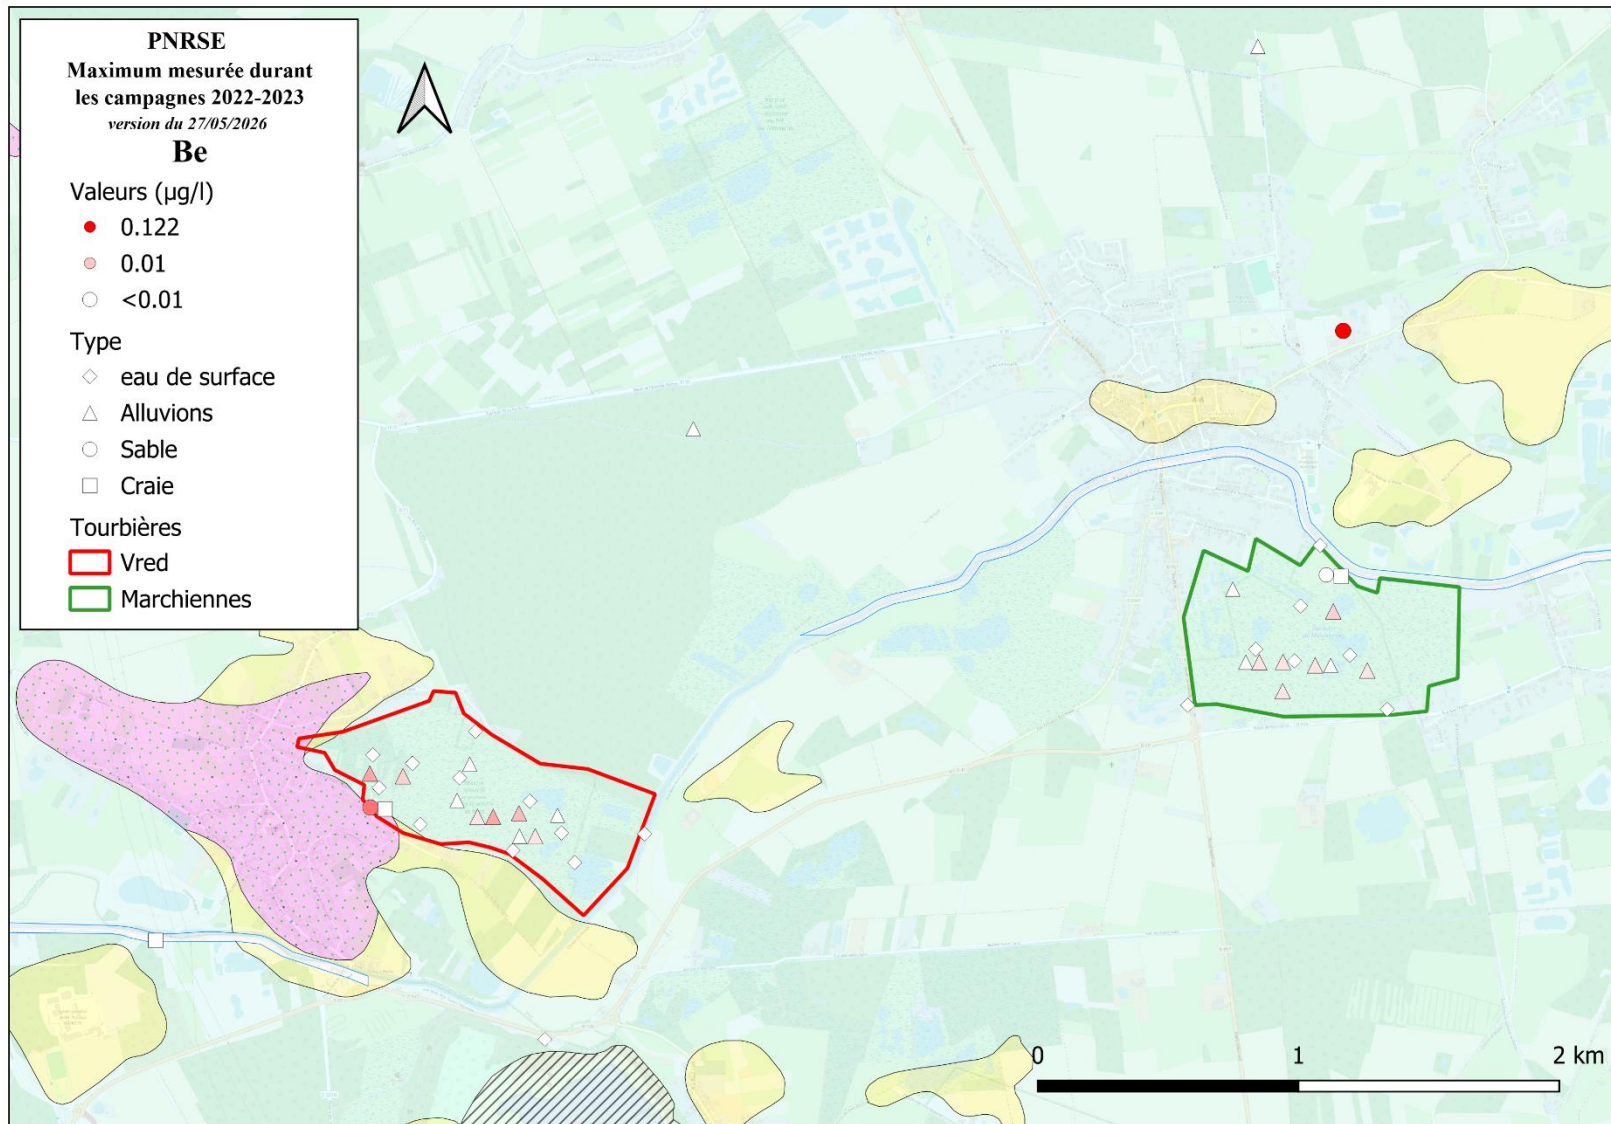 PNRSE
Maximum mesurée durant
les campagnes 2022-2023
version du 27/05/2026
Be
Valeurs (µg/l)
0.122
0.01
<0.01
Type
eau de surface
Alluvions
Sable
Craie
Tourbières
Vred
Marchiennes
0 1 2 km